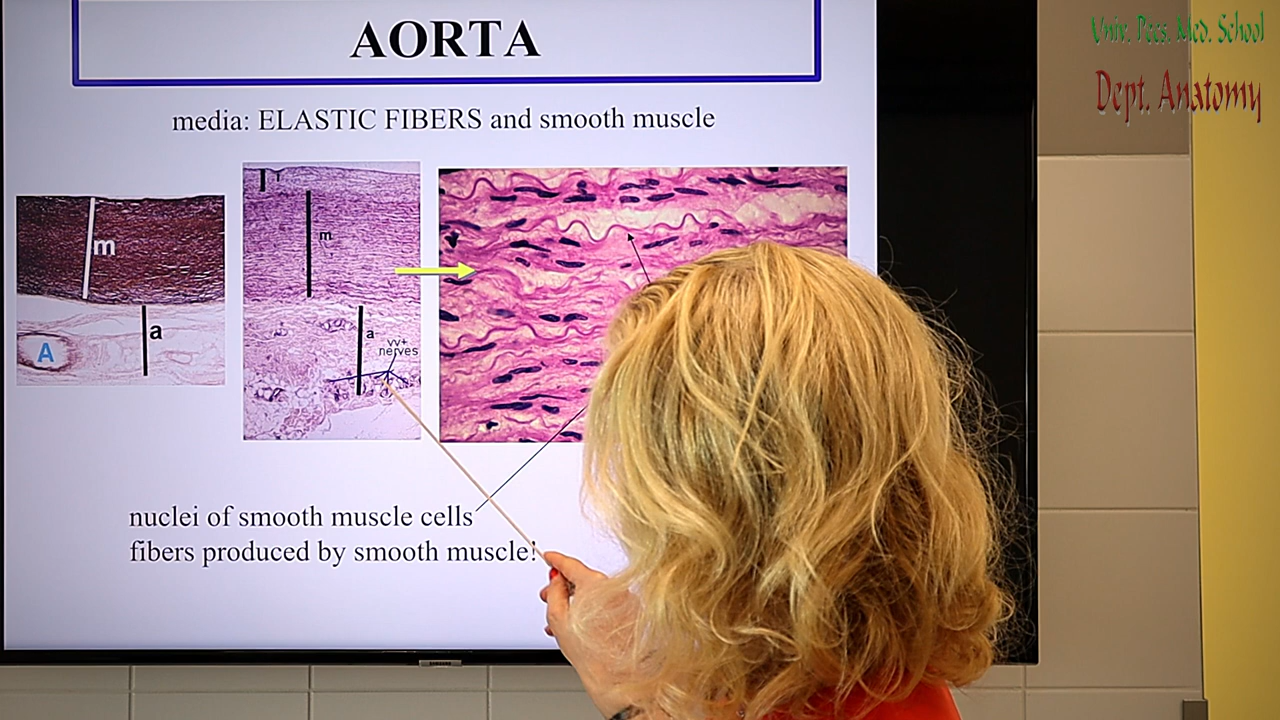 Univ. Pecs. Med. School
Dept. Anatomy
AORTA
media: ELASTIC FIBERS and smooth muscle
m
a
A
I
m
a
vv+
nerves
nuclei of smooth muscle cells
fibers produced by smooth muscle!